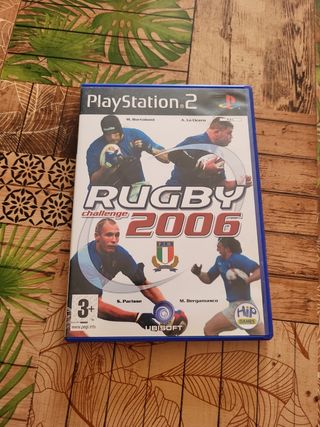 PlayStation 2
M. Bortolami
A. Lo Cicero
RUGBY
challenge
2006
F.I.R.
S. Parisse
M. Bergamasco
3+
www.pegi.info
UBISOFT
HIP
GAMES